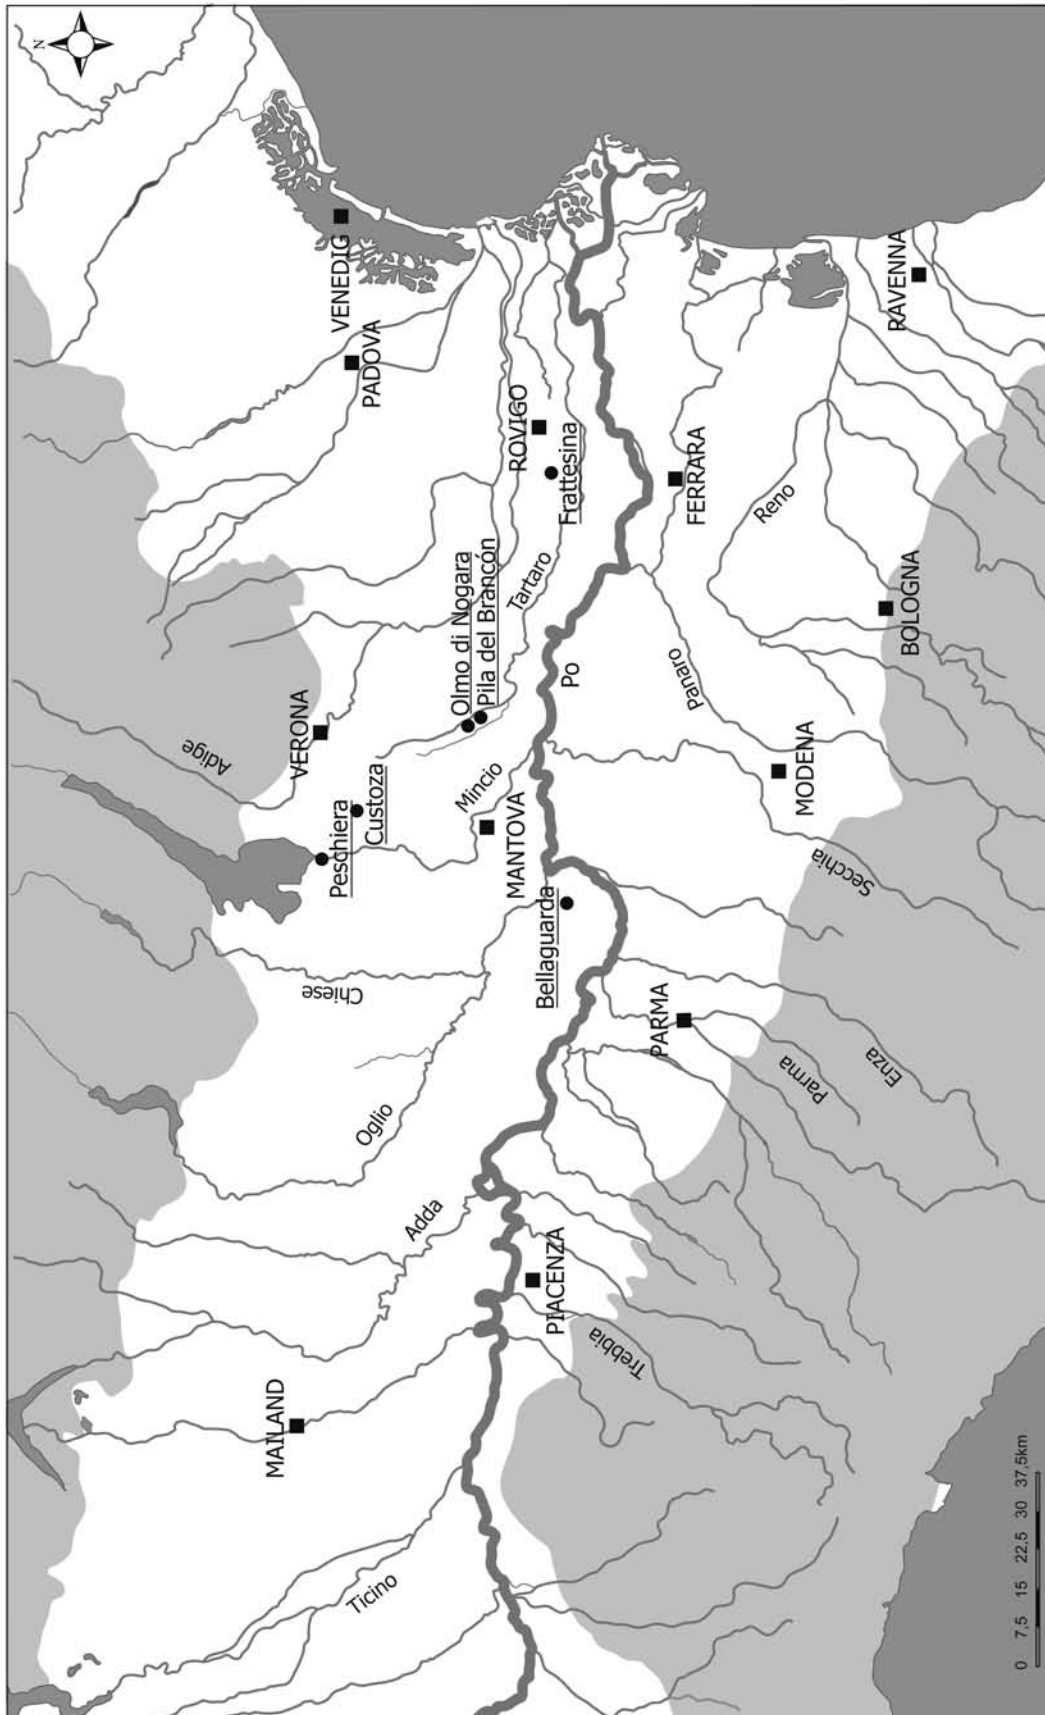 N
VENEDIG
PADOVA
ROVIGO
Frattesina
FERRARA
RAVENNA
Reno
BOLOGNA
Olmo di Nogara
Pila del Brancón
Tartaro
Po
Panaro
MODENA
Secchia
VERONA
Adige
Peschiera
Custoza
Mincio
MANTOVA
Bellaguarda
Chiese
Oglio
PARMA
Parma
Enza
Adda
PIACENZA
Trebbia
MAILAND
Ticino
0 7,5 15 22,5 30 37,5km